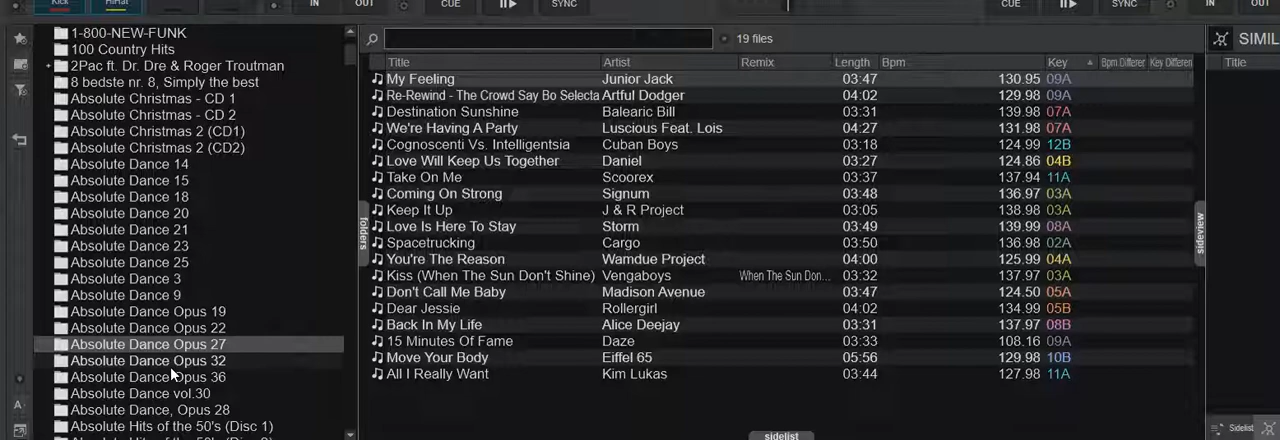 Kick HiHat IN OUT CUE SYNC CUE SYNC IN OUT
1-800-NEW-FUNK
100 Country Hits
2Pac ft. Dr. Dre & Roger Troutman
8 bedste nr. 8, Simply the best
Absolute Christmas - CD 1
Absolute Christmas - CD 2
Absolute Christmas 2 (CD1)
Absolute Christmas 2 (CD2)
Absolute Dance 14
Absolute Dance 15
Absolute Dance 18
Absolute Dance 20
Absolute Dance 21
Absolute Dance 23
Absolute Dance 25
Absolute Dance 3
Absolute Dance 9
Absolute Dance Opus 19
Absolute Dance Opus 22
Absolute Dance Opus 27
Absolute Dance Opus 32
Absolute Dance Opus 36
Absolute Dance vol.30
Absolute Dance, Opus 28
Absolute Hits of the 50's (Disc 1)
Absolute Hits of the 50's (Disc 2)
folders
19 files
Title Artist Remix Length Bpm Key Bpm Differen Key Differen
My Feeling Junior Jack 03:47 130.95 09A
Re-Rewind - The Crowd Say Bo Selecta Artful Dodger 04:02 129.98 09A
Destination Sunshine Balearic Bill 03:31 139.98 07A
We're Having A Party Luscious Feat. Lois 04:27 131.98 07A
Cognoscenti Vs. Intelligentsia Cuban Boys 03:18 124.99 12B
Love Will Keep Us Together Daniel 03:27 124.86 04B
Take On Me Scoorex 03:37 137.94 11A
Coming On Strong Signum 03:48 136.97 03A
Keep It Up J & R Project 03:05 138.98 03A
Love Is Here To Stay Storm 03:49 139.99 08A
Spacetrucking Cargo 03:50 136.98 02A
You're The Reason Wamdue Project 04:00 125.99 04A
Kiss (When The Sun Don't Shine) Vengaboys When The Sun Don... 03:32 137.97 03A
Don't Call Me Baby Madison Avenue 03:47 124.50 05A
Dear Jessie Rollergirl 04:02 134.99 05B
Back In My Life Alice Deejay 03:31 137.97 08B
15 Minutes Of Fame Daze 03:33 108.16 09A
Move Your Body Eiffel 65 05:56 129.98 10B
All I Really Want Kim Lukas 03:44 127.98 11A
sidelist
sideview
SIMIL
Title
Sidelist
A